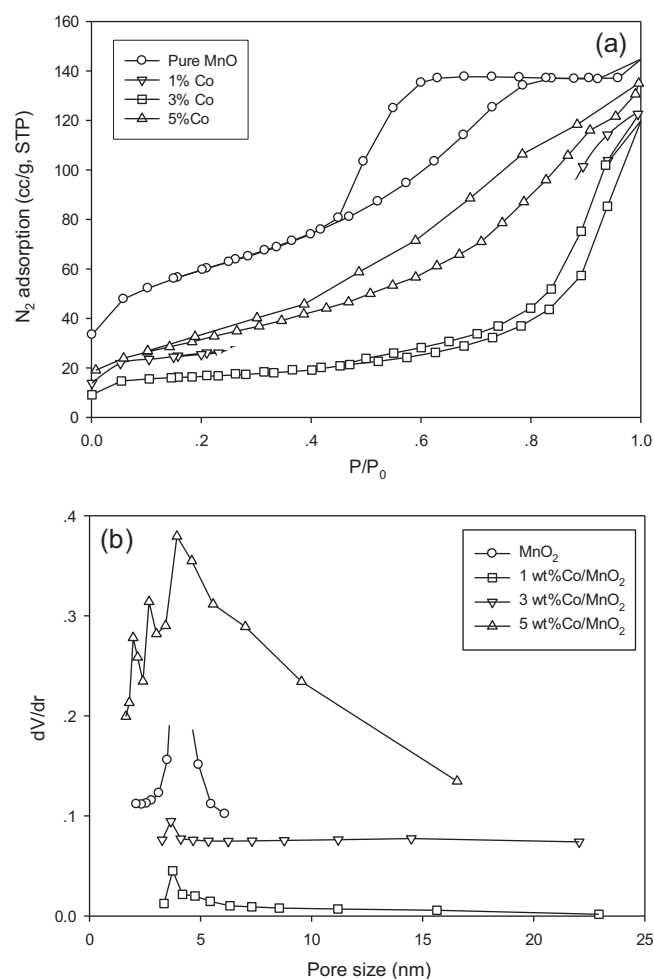 160
140
120
100
80
60
40
20
0
N₂ adsorption (cc/g, STP)
(a)
Pure MnO
1% Co
3% Co
5%Co
0.0 .2 .4 .6 .8 1.0
P/P₀
.4
.3
.2
.1
0.0
dV/dr
(b)
MnO₂
1 wt%Co/MnO₂
3 wt%Co/MnO₂
5 wt%Co/MnO₂
0 5 10 15 20 25
Pore size (nm)